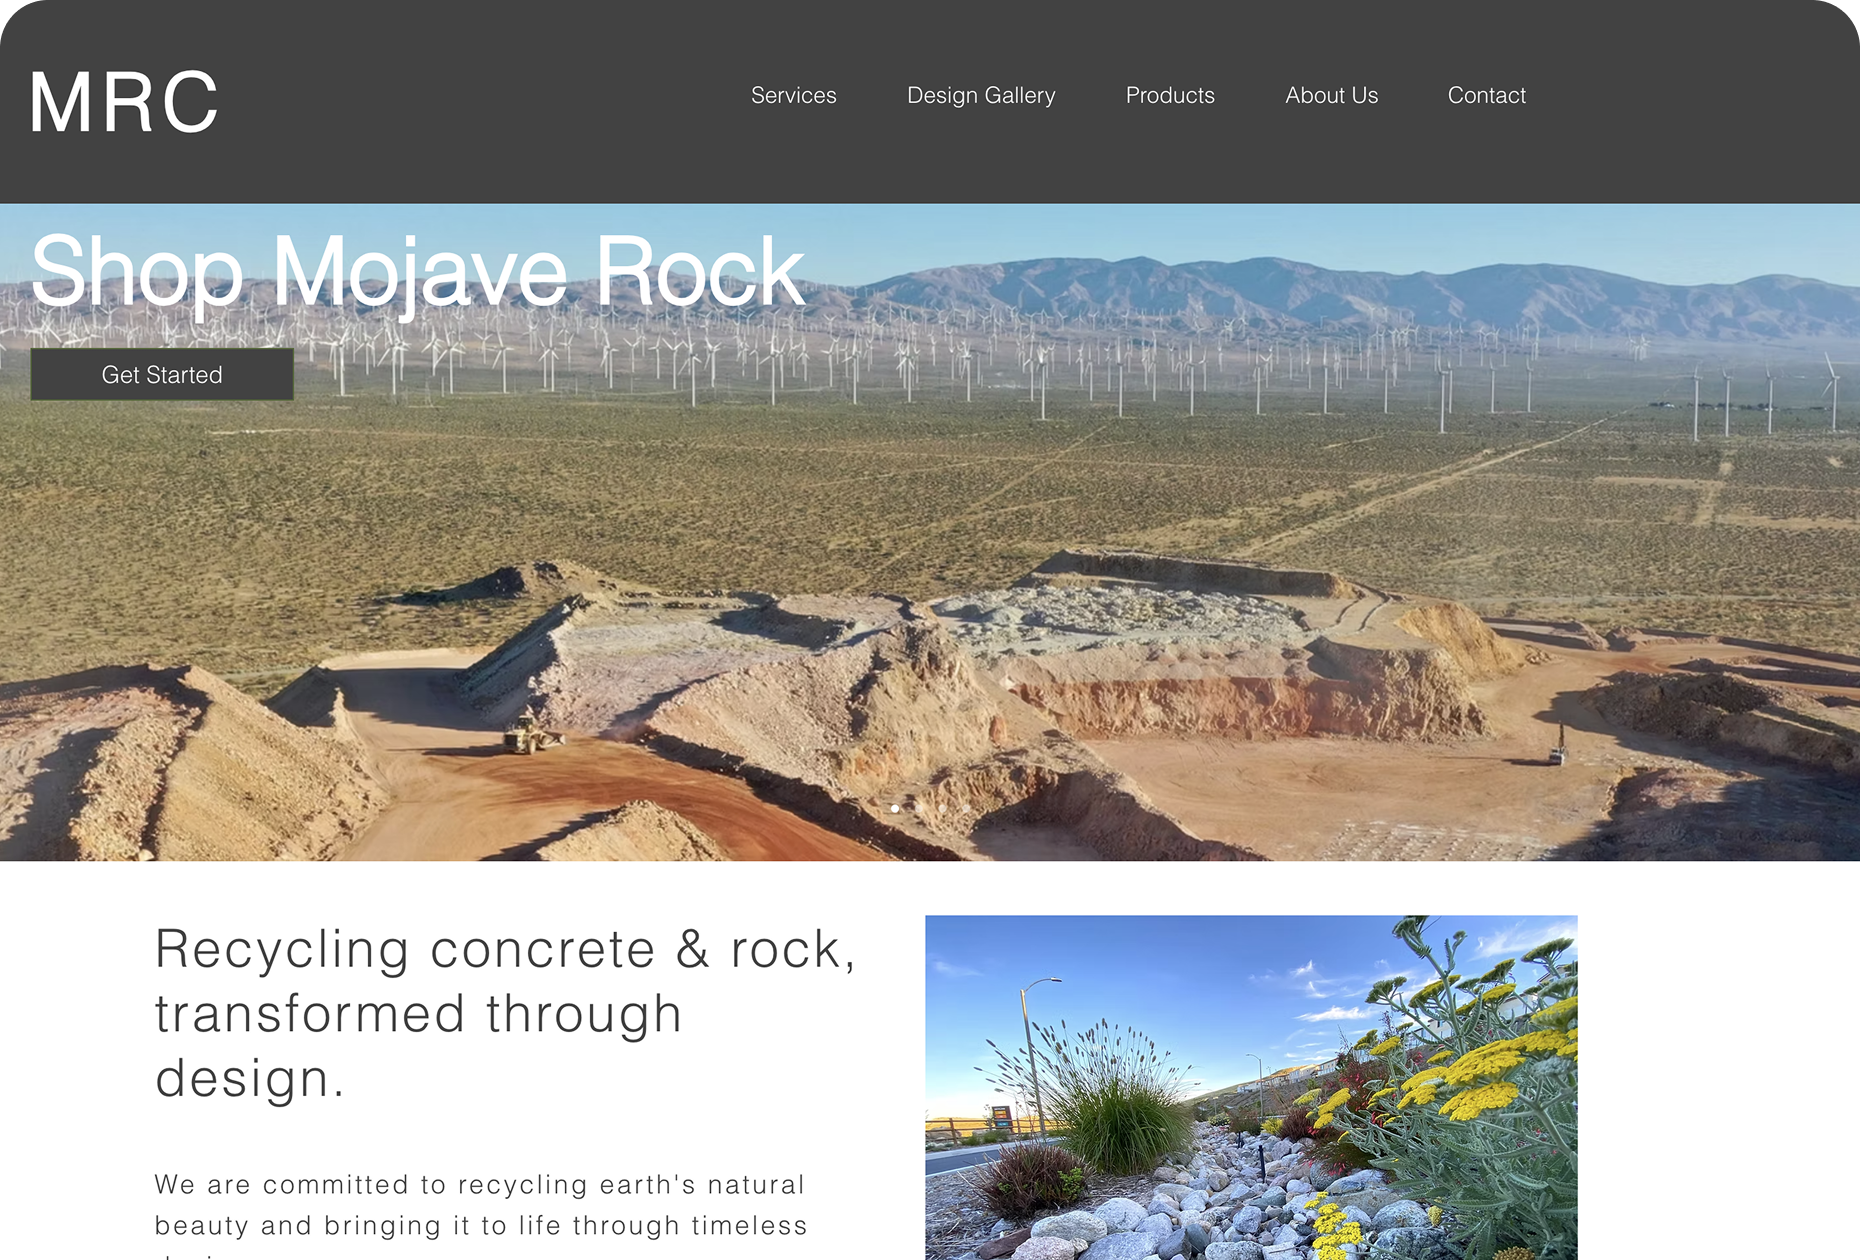 MRC
Services
Design Gallery
Products
About Us
Contact
Shop Mojave Rock
Get Started
Recycling concrete & rock,
transformed through
design.
We are committed to recycling earth's natural
beauty and bringing it to life through timeless